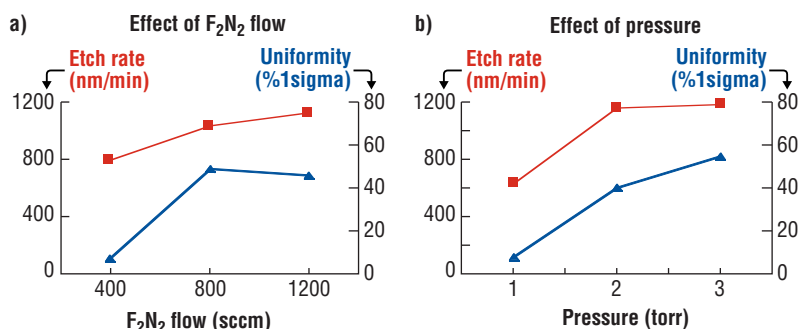 a) Effect of F₂N₂ flow
Etch rate
(nm/min)
Uniformity
(%1sigma)
1200
800
400
0
80
60
40
20
0
400 800 1200
F₂N₂ flow (sccm)
b) Effect of pressure
Etch rate
(nm/min)
Uniformity
(%1sigma)
1200
800
400
0
80
60
40
20
0
1 2 3
Pressure (torr)